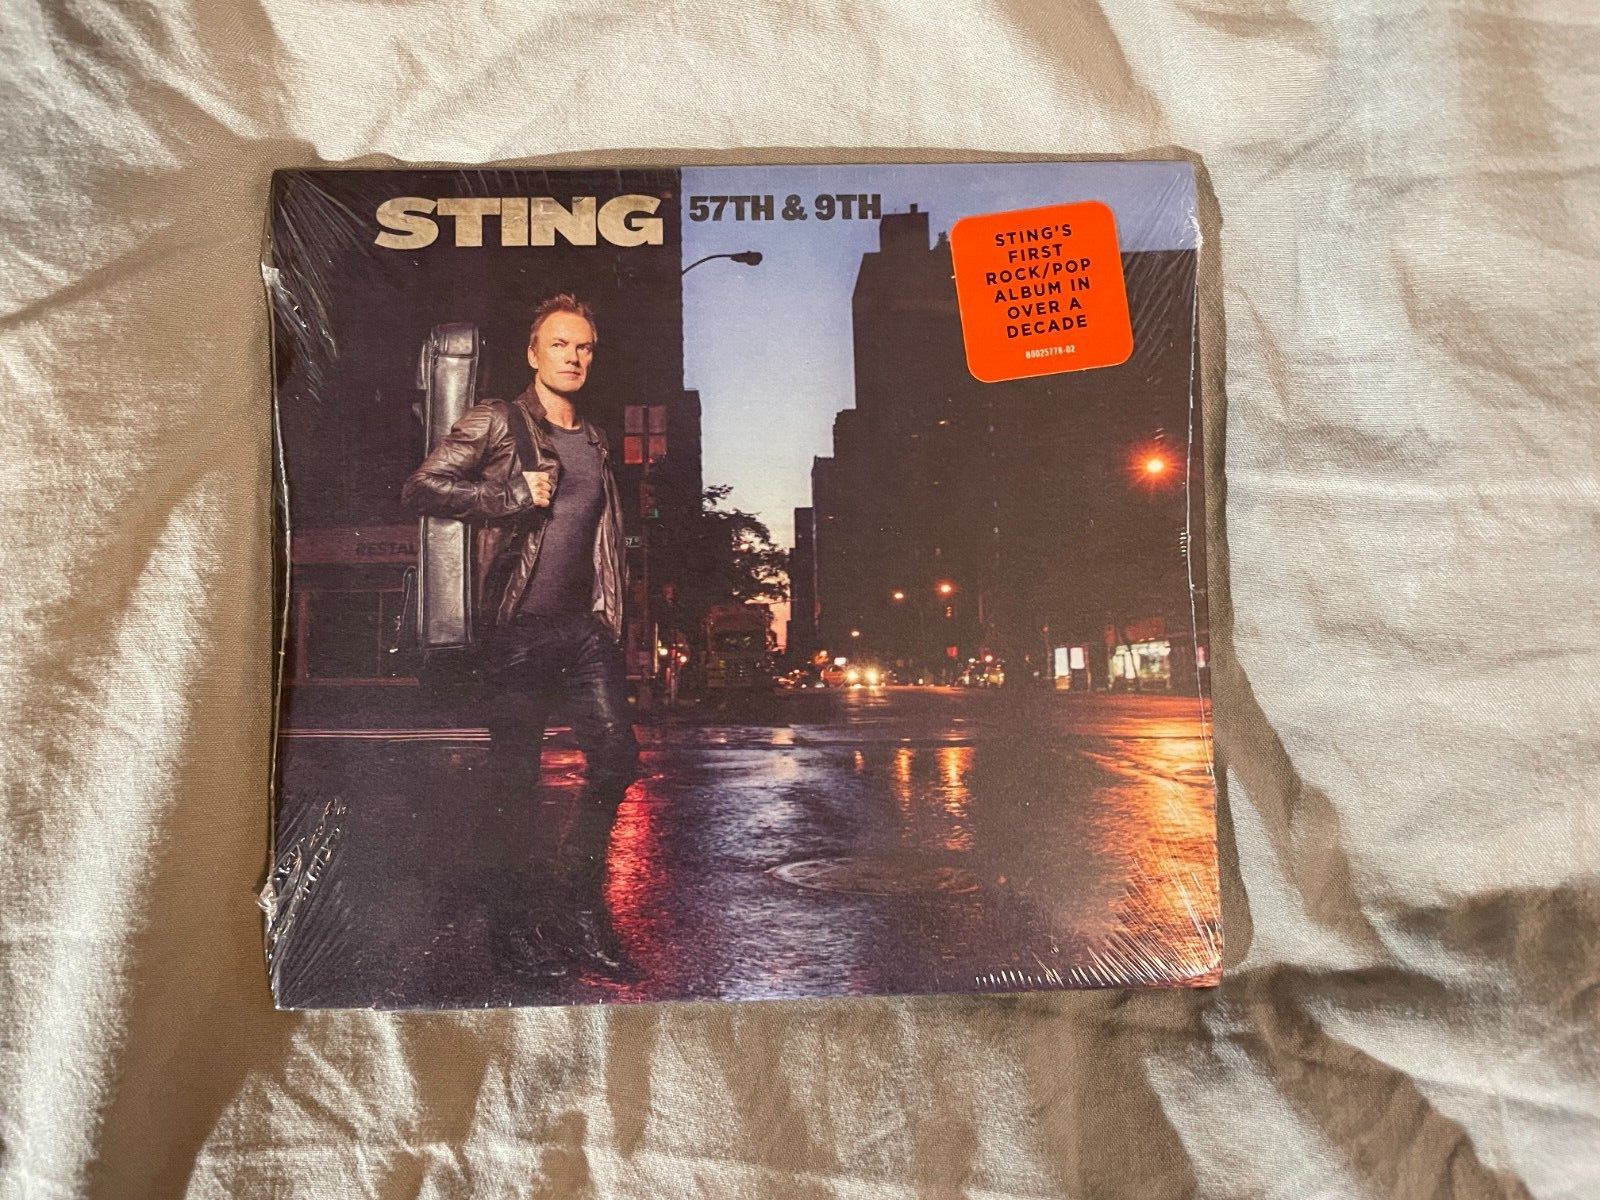 STING
57TH & 9TH
STING'S
FIRST
ROCK/POP
ALBUM IN
OVER A
DECADE
B0025778-02